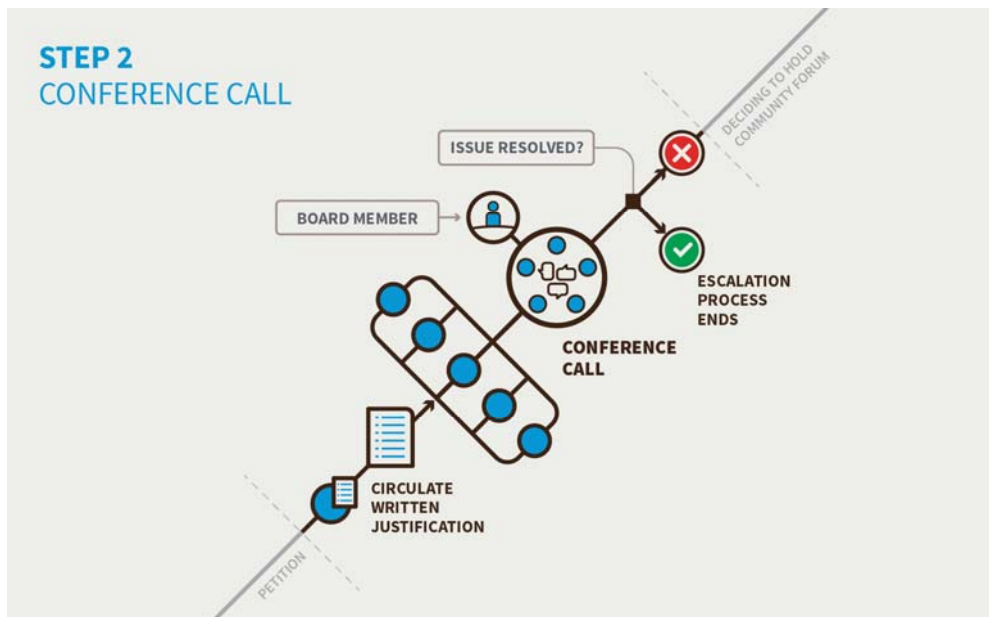 STEP 2
CONFERENCE CALL
DECIDING TO HOLD
COMMUNITY FORUM
ISSUE RESOLVED?
BOARD MEMBER
ESCALATION
PROCESS
ENDS
CONFERENCE
CALL
CIRCULATE
WRITTEN
JUSTIFICATION
PETITION